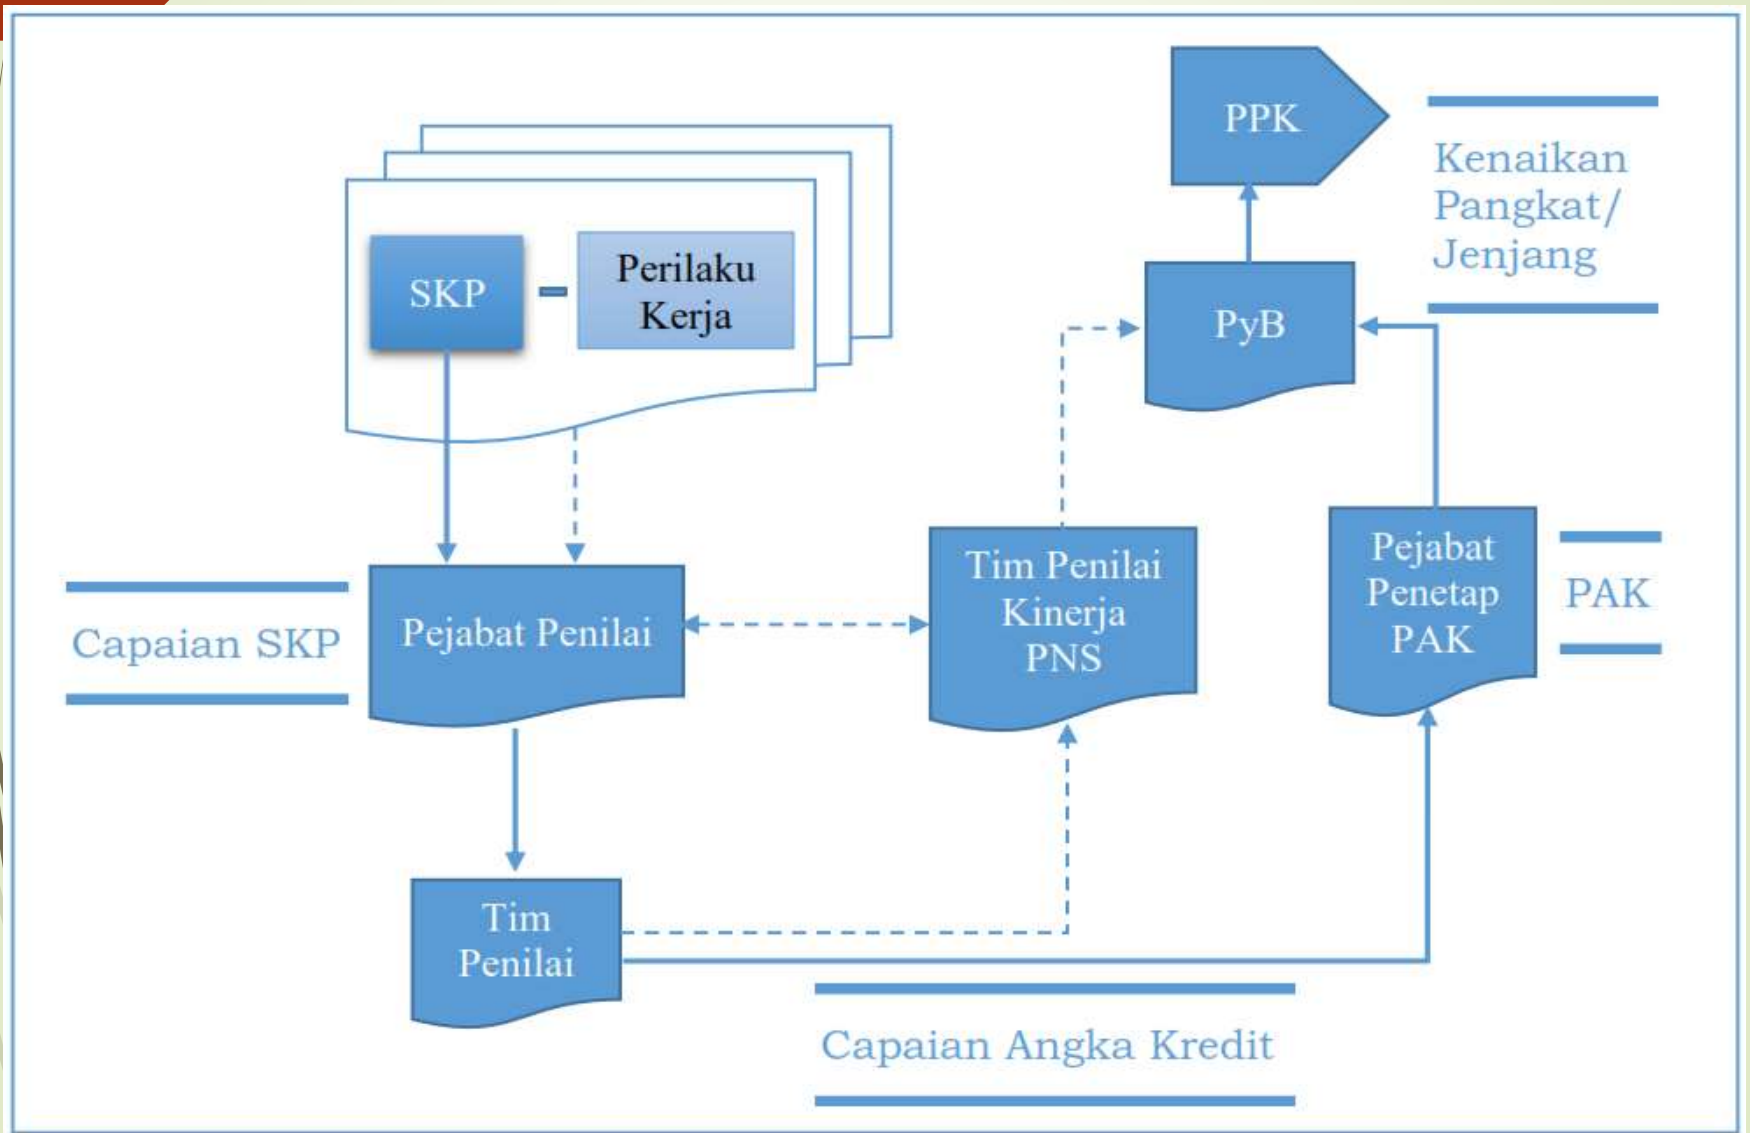 PPK
Kenaikan
Pangkat/
Jenjang
SKP
Perilaku
Kerja
PyB
Tim Penilai
Kinerja
PNS
Pejabat
Penetap
PAK
PAK
Capaian SKP
Pejabat Penilai
Tim
Penilai
Capaian Angka Kredit